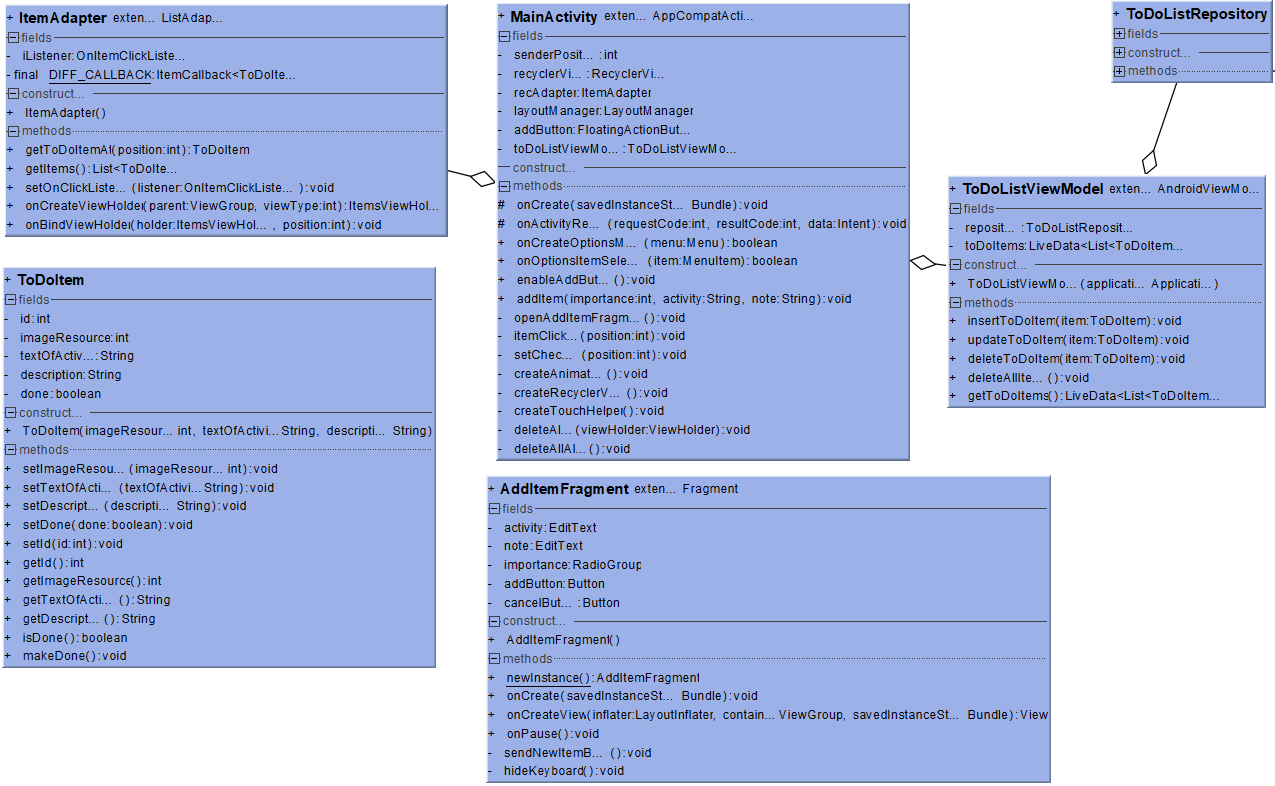 + ItemAdapter exten... ListAdap...
fields
- iListener:OnItemClickListe...
- final DIFF_CALLBACK:ItemCallback<ToDoIte...
construct...
+ ItemAdapter()
methods
+ getToDoItemAt(position:int):ToDoItem
+ getItems():List<ToDoIte...
+ setOnClickListe... (listener:OnItemClickListe... ):void
+ onCreateViewHolder(parent:ViewGroup, viewType:int):ItemsViewHol...
+ onBindViewHolder(holder:ItemsViewHol... , position:int):void
+ ToDoItem
fields
- id:int
- imageResource:int
- textOfActiv...:String
- description:String
- done:boolean
construct...
+ ToDoItem(imageResour... int, textOfActivi... String, descripti... String)
methods
+ setImageResou... (imageResour... int):void
+ setTextOfActi... (textOfActivi... String):void
+ setDescript... (descripti... String):void
+ setDone(done:boolean):void
+ setId(id:int):void
+ getId():int
+ getImageResource():int
+ getTextOfActi... ():String
+ getDescript... ():String
+ isDone():boolean
+ makeDone():void
+ MainActivity exten... AppCompatActi...
fields
- senderPosit... :int
- recyclerVi... :RecyclerVi...
- recAdapter:ItemAdapter
- layoutManager:LayoutManager
- addButton:FloatingActionBut...
- toDoListViewMo... :ToDoListViewMo...
construct...
methods
# onCreate(savedInstanceSt... Bundle):void
# onActivityRe... (requestCode:int, resultCode:int, data:Intent):void
+ onCreateOptionsM... (menu:Menu):boolean
+ onOptionsItemSele... (item:MenuItem):boolean
+ enableAddBut... ():void
+ addItem(importance:int, activity:String, note:String):void
- openAddItemFragm... ():void
- itemClick... (position:int):void
- setChec... (position:int):void
- createAnimat... ():void
- createRecyclerV... ():void
- createTouchHelper():void
- deleteAl... (viewHolder:ViewHolder):void
- deleteAllAl... ():void
+ AddItemFragment exten... Fragment
fields
- activity:EditText
- note:EditText
- importance:RadioGroup
- addButton:Button
- cancelBut... :Button
construct...
+ AddItemFragment()
methods
+ newInstance():AddItemFragment
+ onCreate(savedInstanceSt... Bundle):void
+ onCreateView(inflater:LayoutInflater, contain... ViewGroup, savedInstanceSt... Bundle):View
+ onPause():void
- sendNewItemB... ():void
- hideKeyboard():void
+ ToDoListRepository
fields
construct...
methods
+ ToDoListViewModel exten... AndroidViewMo...
fields
- reposit... :ToDoListReposit...
- toDoItems:LiveData<List<ToDoItem...
construct...
+ ToDoListViewMo... (applicati... Applicati... )
methods
+ insertToDoItem(item:ToDoItem):void
+ updateToDoItem(item:ToDoItem):void
+ deleteToDoItem(item:ToDoItem):void
+ deleteAllIte... ():void
+ getToDoItems():LiveData<List<ToDoItem...